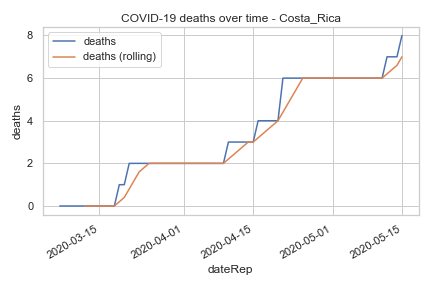 COVID-19 deaths over time - Costa_Rica
deaths
deaths (rolling)
deaths
8
6
4
2
0
2020-03-15
2020-04-01
2020-04-15
2020-05-01
2020-05-15
dateRep